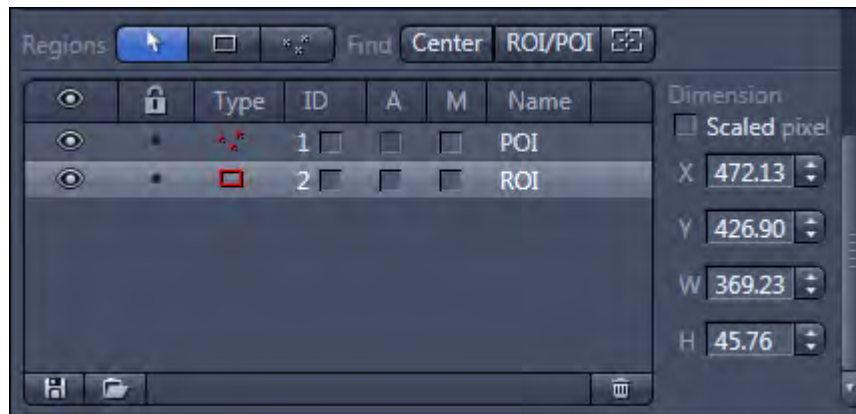 Regions Find Center ROI/POI
Type ID A M Name
1 POI
2 ROI
Dimension
Scaled pixel
X 472.13
Y 426.90
W 369.23
H 45.76